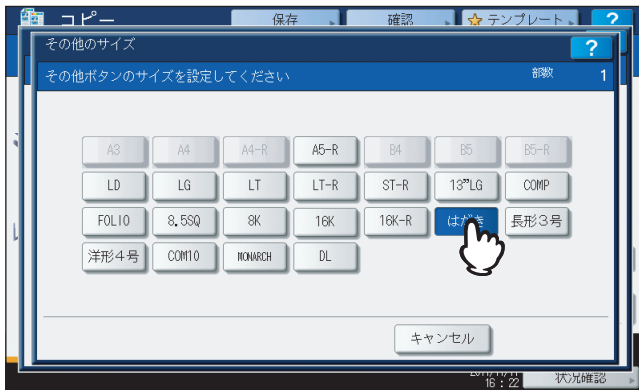 コピー 保存 確認 テンプレート ?
その他のサイズ ?
その他ボタンのサイズを設定してください 部数 1
A3 A4 A4-R A5-R B4 B5 B5-R
LD LG LT LT-R ST-R 13"LG COMP
FOLIO 8.5SQ 8K 16K 16K-R はがき 長形3号
洋形4号 COM10 MONARCH DL
キャンセル
16:22 状況確認